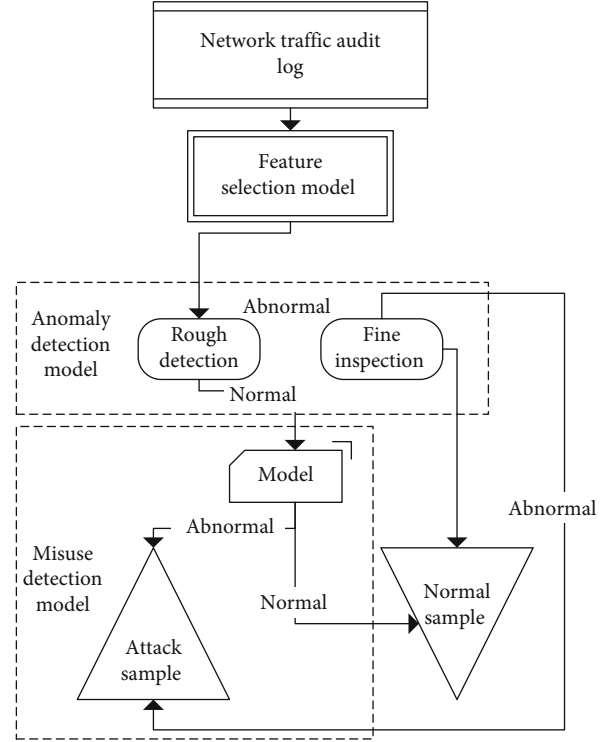 Network traffic audit
log
Feature
selection model
Anomaly
detection
model
Abnormal
Rough
detection
Fine
inspection
Normal
Model
Abnormal
Abnormal
Misuse
detection
model
Normal
Normal
sample
Attack
sample